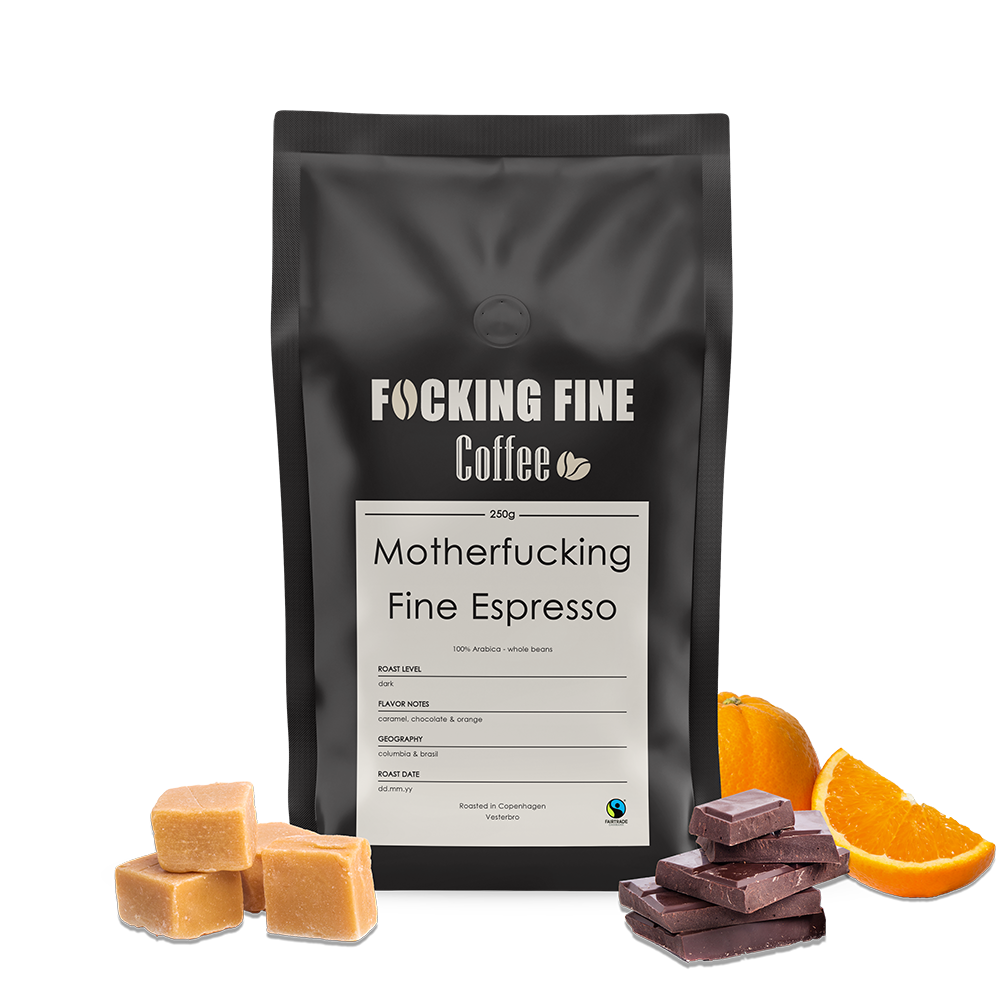 FOCKING FINE
Coffee
250g
Motherfucking
Fine Espresso
100% Arabica - whole beans
ROAST LEVEL
dark
FLAVOR NOTES
caramel, chocolate & orange
GEOGRAPHY
columbia & brasil
ROAST DATE
dd.mm.yy
Roasted in Copenhagen
Vesterbro
FAIRTRADE